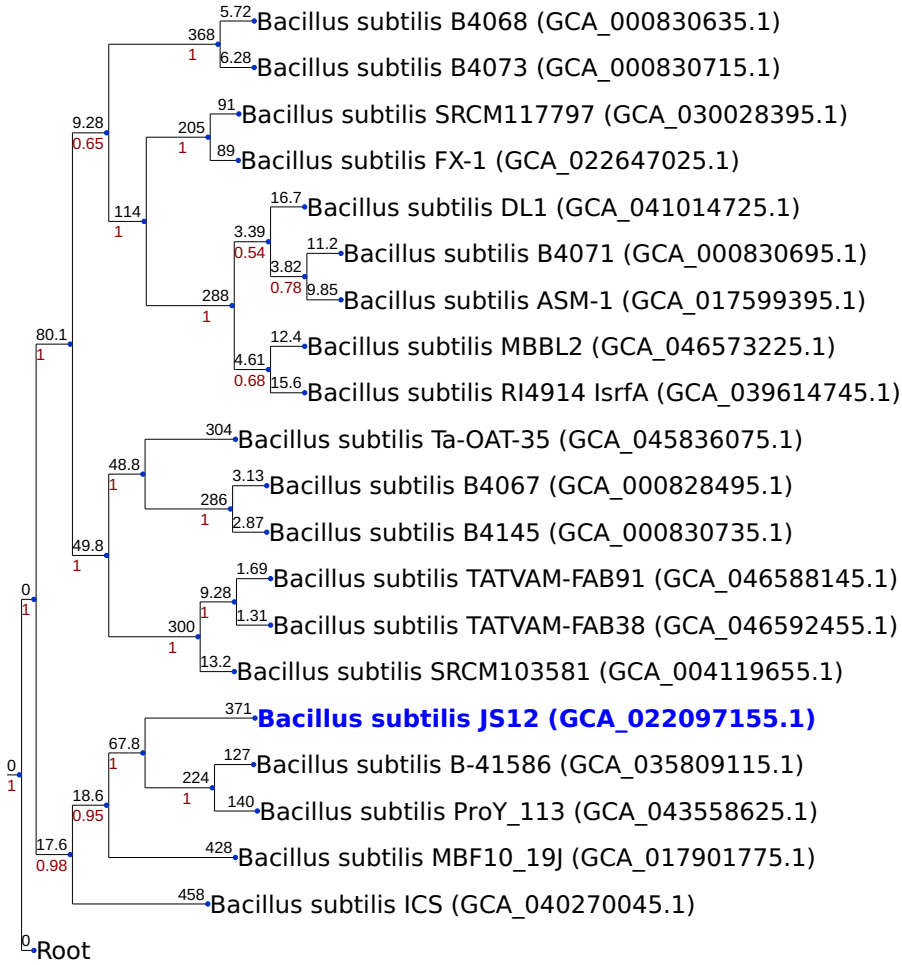 5.72 Bacillus subtilis B4068 (GCA_000830635.1)
368
1
6.28 Bacillus subtilis B4073 (GCA_000830715.1)
91 Bacillus subtilis SRCM117797 (GCA_030028395.1)
9.28
0.65
205
1
89 Bacillus subtilis FX-1 (GCA_022647025.1)
16.7 Bacillus subtilis DL1 (GCA_041014725.1)
114
1
3.39
0.54
11.2 Bacillus subtilis B4071 (GCA_000830695.1)
3.82
0.78
9.85 Bacillus subtilis ASM-1 (GCA_017599395.1)
288
1
80.1
1
12.4 Bacillus subtilis MBBL2 (GCA_046573225.1)
4.61
0.68
15.6 Bacillus subtilis RI4914 IsrfA (GCA_039614745.1)
304 Bacillus subtilis Ta-OAT-35 (GCA_045836075.1)
48.8
1
3.13 Bacillus subtilis B4067 (GCA_000828495.1)
286
1
2.87 Bacillus subtilis B4145 (GCA_000830735.1)
49.8
1
1.69 Bacillus subtilis TATVAM-FAB91 (GCA_046588145.1)
0
1
9.28
1
1.31 Bacillus subtilis TATVAM-FAB38 (GCA_046592455.1)
300
1
13.2 Bacillus subtilis SRCM103581 (GCA_004119655.1)
371 Bacillus subtilis JS12 (GCA_022097155.1)
67.8
1
127 Bacillus subtilis B-41586 (GCA_035809115.1)
0
1
224
1
18.6
0.95
140 Bacillus subtilis ProY_113 (GCA_043558625.1)
17.6
0.98
428 Bacillus subtilis MBF10_19J (GCA_017901775.1)
458 Bacillus subtilis ICS (GCA_040270045.1)
0 Root